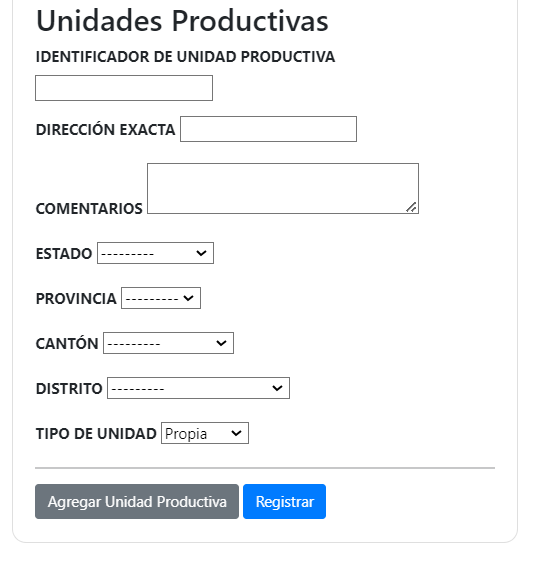 Unidades Productivas
IDENTIFICADOR DE UNIDAD PRODUCTIVA
DIRECCIÓN EXACTA
COMENTARIOS
ESTADO ---------
PROVINCIA ---------
CANTÓN ---------
DISTRITO ---------
TIPO DE UNIDAD Propia
Agregar Unidad Productiva Registrar